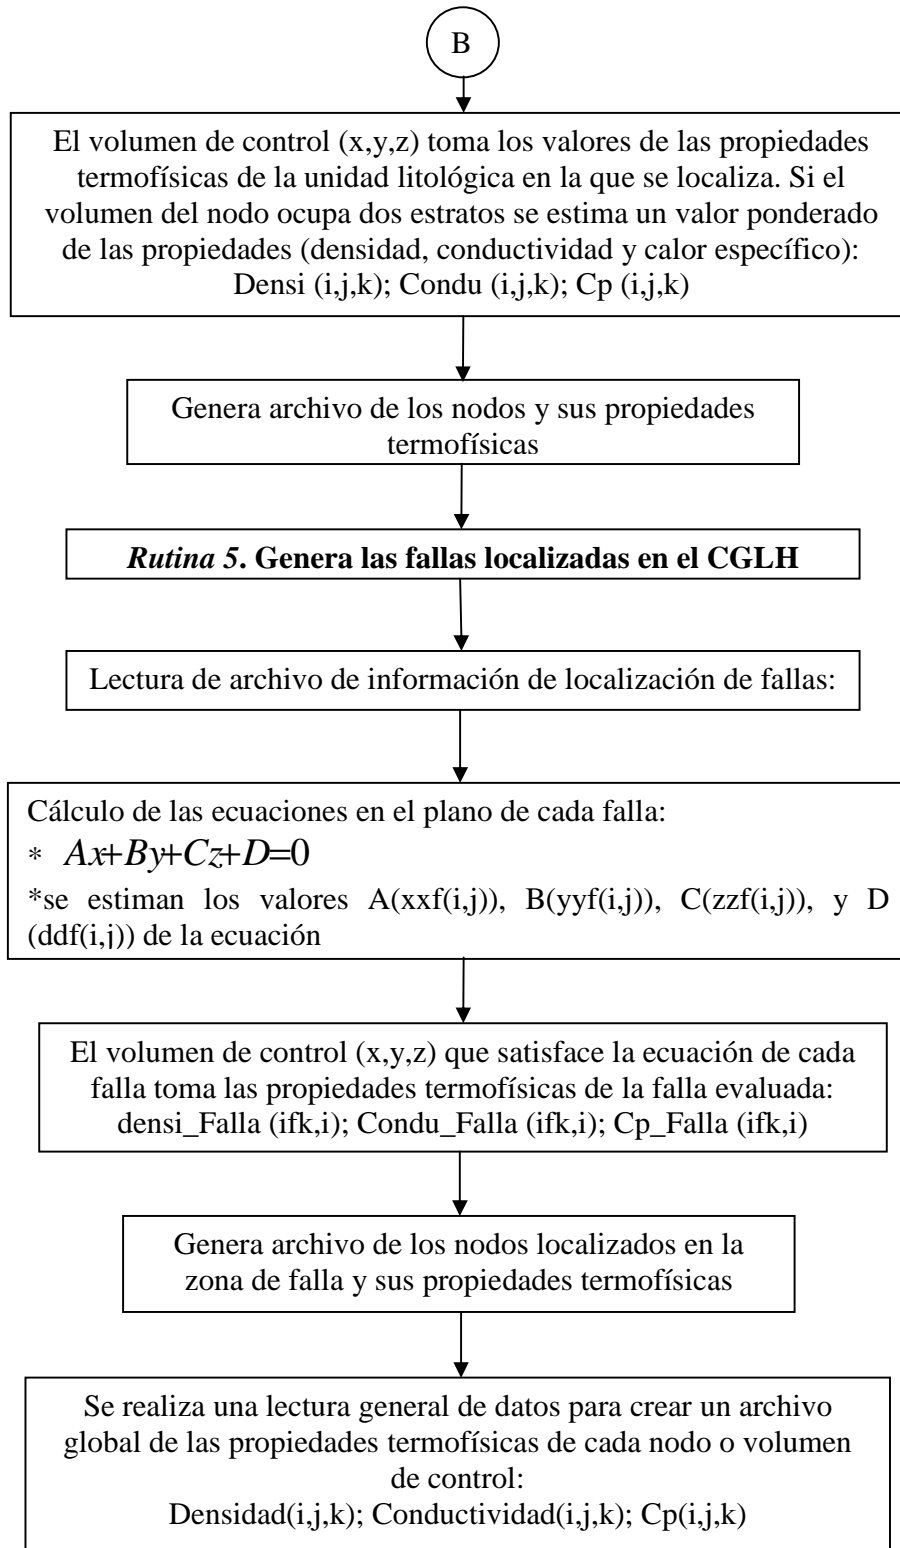 B
El volumen de control (x,y,z) toma los valores de las propiedades
termofísicas de la unidad litológica en la que se localiza. Si el
volumen del nodo ocupa dos estratos se estima un valor ponderado
de las propiedades (densidad, conductividad y calor específico):
Densi (i,j,k); Condu (i,j,k); Cp (i,j,k)
Genera archivo de los nodos y sus propiedades
termofísicas
Rutina 5. Genera las fallas localizadas en el CGLH
Lectura de archivo de información de localización de fallas:
Cálculo de las ecuaciones en el plano de cada falla:
* Ax+By+Cz+D=0
*se estiman los valores A(xxf(i,j)), B(yyf(i,j)), C(zzf(i,j)), y D
(ddf(i,j)) de la ecuación
El volumen de control (x,y,z) que satisface la ecuación de cada
falla toma las propiedades termofísicas de la falla evaluada:
densi_Falla (ifk,i); Condu_Falla (ifk,i); Cp_Falla (ifk,i)
Genera archivo de los nodos localizados en la
zona de falla y sus propiedades termofísicas
Se realiza una lectura general de datos para crear un archivo
global de las propiedades termofísicas de cada nodo o volumen
de control:
Densidad(i,j,k); Conductividad(i,j,k); Cp(i,j,k)